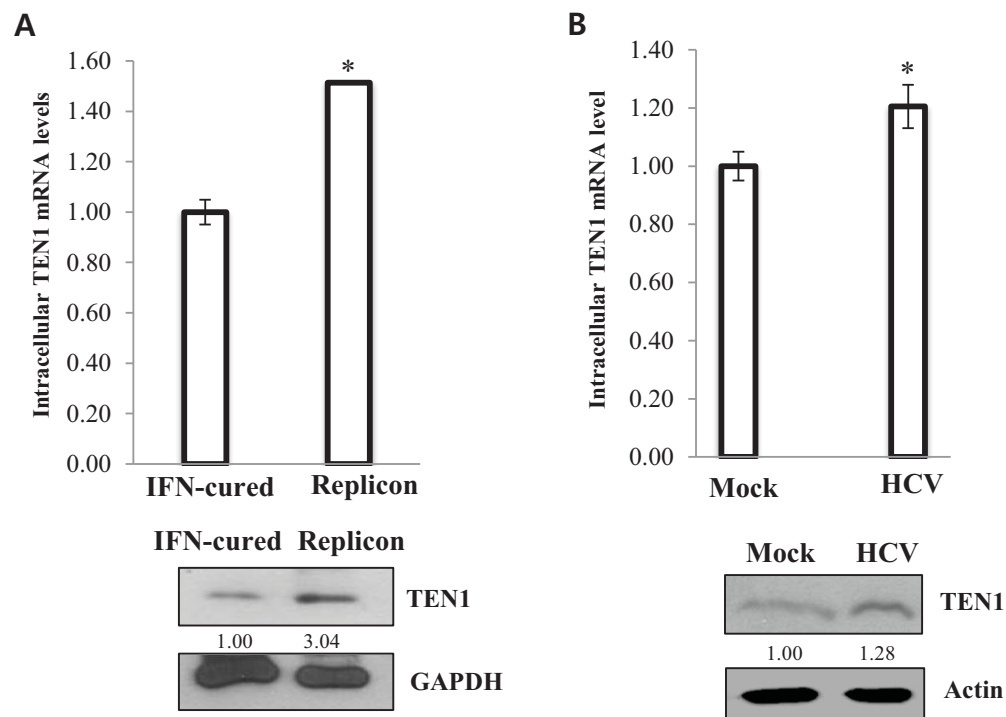 A
Intracellular TEN1 mRNA levels
1.60
*
1.40
1.20
1.00
0.80
0.60
0.40
0.20
0.00
IFN-cured Replicon
IFN-cured Replicon
TEN1
1.00 3.04
GAPDH
B
Intracellular TEN1 mRNA level
1.40
*
1.20
1.00
0.80
0.60
0.40
0.20
0.00
Mock HCV
Mock HCV
TEN1
1.00 1.28
Actin